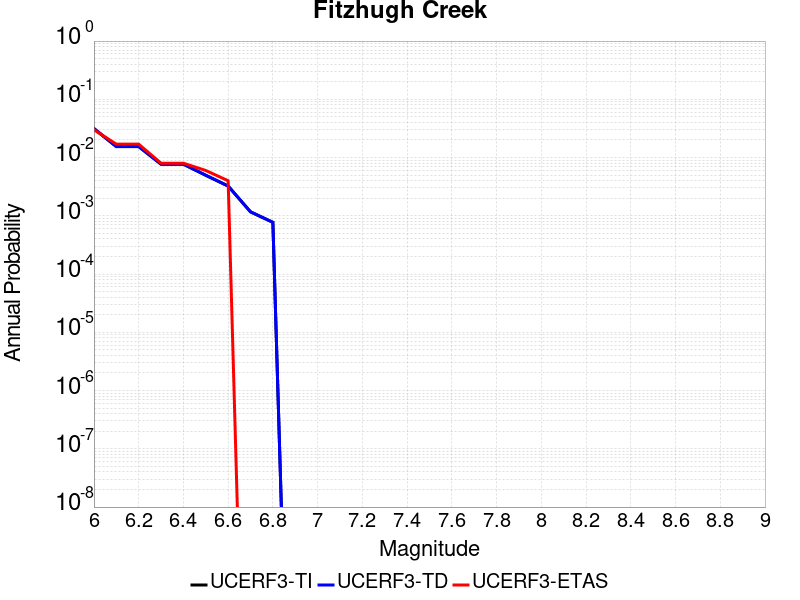 Fitzhugh Creek
10^0
10^-1
10^-2
10^-3
10^-4
10^-5
10^-6
10^-7
10^-8
Annual Probability
6 6.2 6.4 6.6 6.8 7 7.2 7.4 7.6 7.8 8 8.2 8.4 8.6 8.8 9
Magnitude
UCERF3-TI UCERF3-TD UCERF3-ETAS